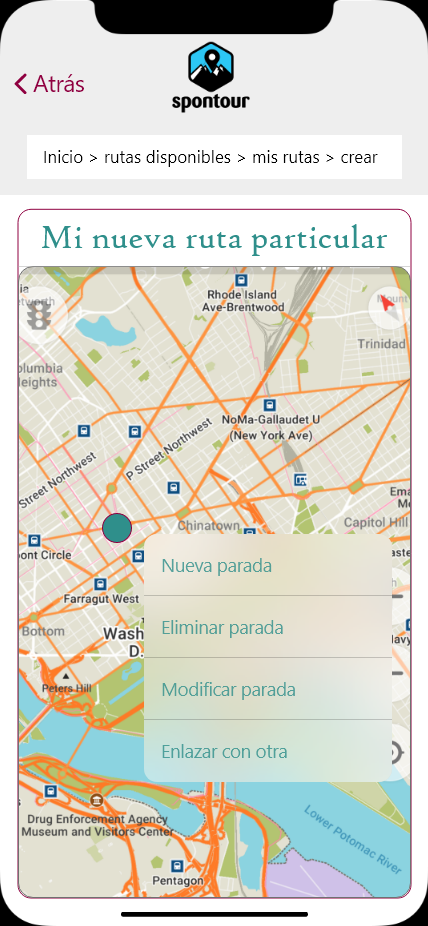 Atrás
spontour
Inicio > rutas disponibles > mis rutas > crear
Mi nueva ruta particular
Rhode Island
Ave-Brentwood
Mount
Trinidad
olumbia
Heights
NoMa-Gallaudet U
(New York Ave)
P Street Northwest
Street Northwest
Chinatown
Capitol Hill
ont Circle
Nueva parada
Farragut West
Eliminar parada
Bottom
Wash
D.
Modificar parada
Peters Hill
Enlazar con otra
Drug Enforcement Agency
Museum and Visitors Center
Lower Potomac River
Pentagon